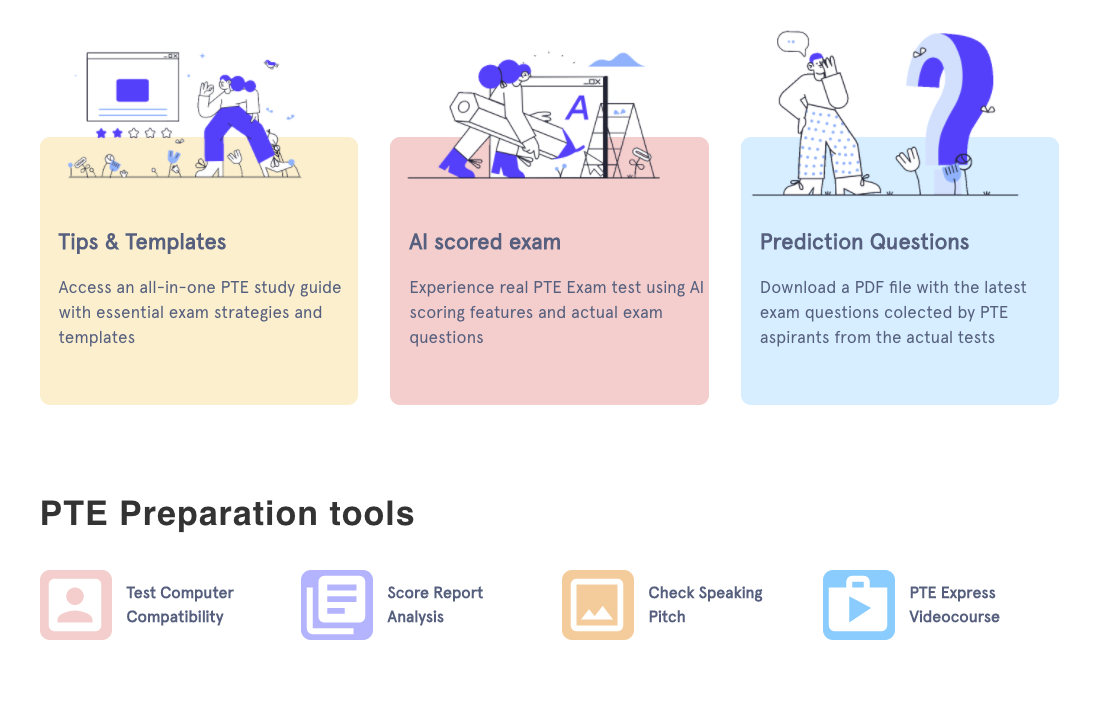 A
Tips & Templates
Access an all-in-one PTE study guide
with essential exam strategies and
templates
AI scored exam
Experience real PTE Exam test using AI
scoring features and actual exam
questions
Prediction Questions
Download a PDF file with the latest
exam questions colected by PTE
aspirants from the actual tests
PTE Preparation tools
Test Computer
Compatibility
Score Report
Analysis
Check Speaking
Pitch
PTE Express
Videocourse